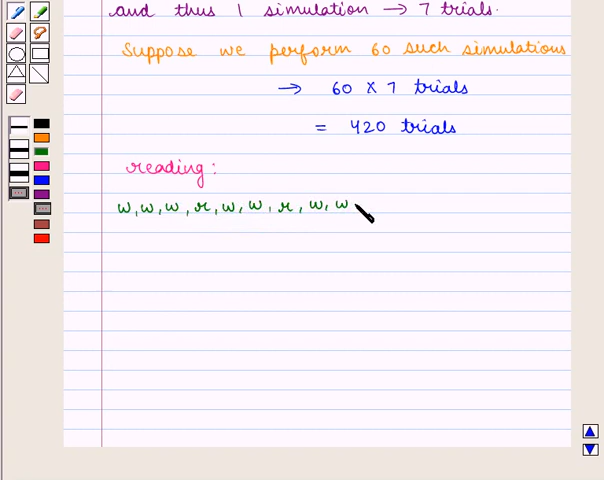 and thus 1 simulation → 7 trials.
Suppose we perform 60 such simulations
→ 60 x 7 trials
= 420 trials
reading:
w, w, w, r, w, w, r, w, w